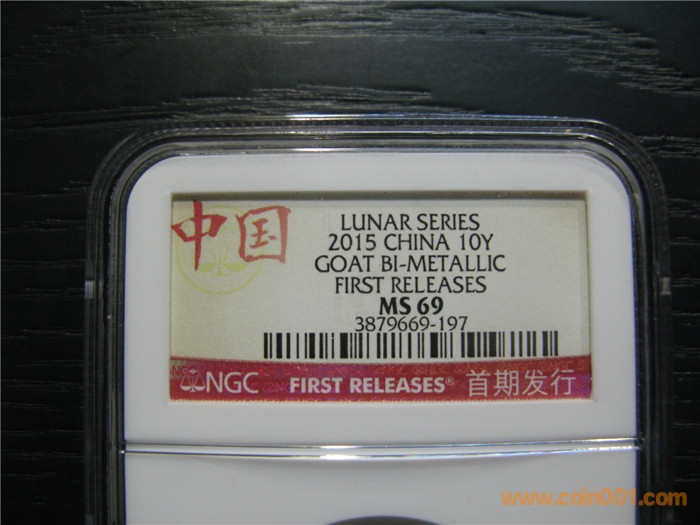 中国
LUNAR SERIES
2015 CHINA 10Y
GOAT BI-METALLIC
FIRST RELEASES
MS 69
3879669-197
NGC FIRST RELEASES® 首期发行
www.coin001.com